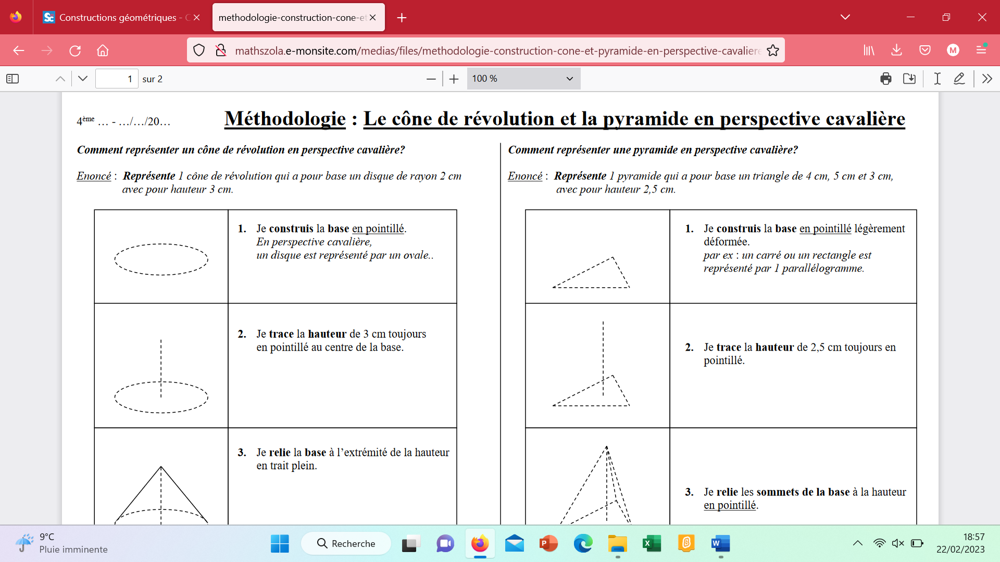 Constructions géométriques - C
methodologie-construction-cone-et
mathszola.e-monsite.com/medias/files/methodologie-construction-cone-et-pyramide-en-perspective-cavaliere
M
1 sur 2
100 %
4ème … - …/…/20…
Méthodologie : Le cône de révolution et la pyramide en perspective cavalière
Comment représenter un cône de révolution en perspective cavalière?
Enoncé : Représente 1 cône de révolution qui a pour base un disque de rayon 2 cm
avec pour hauteur 3 cm.
1. Je construis la base en pointillé.
En perspective cavalière,
un disque est représenté par un ovale..
2. Je trace la hauteur de 3 cm toujours
en pointillé au centre de la base.
3. Je relie la base à l’extrémité de la hauteur
en trait plein.
Comment représenter une pyramide en perspective cavalière?
Enoncé : Représente 1 pyramide qui a pour base un triangle de 4 cm, 5 cm et 3 cm,
avec pour hauteur 2,5 cm.
1. Je construis la base en pointillé légèrement
déformée.
par ex : un carré ou un rectangle est
représenté par 1 parallélogramme.
2. Je trace la hauteur de 2,5 cm toujours en
pointillé.
3. Je relie les sommets de la base à la hauteur
en pointillé.
9°C
Pluie imminente
Recherche
18:57
22/02/2023